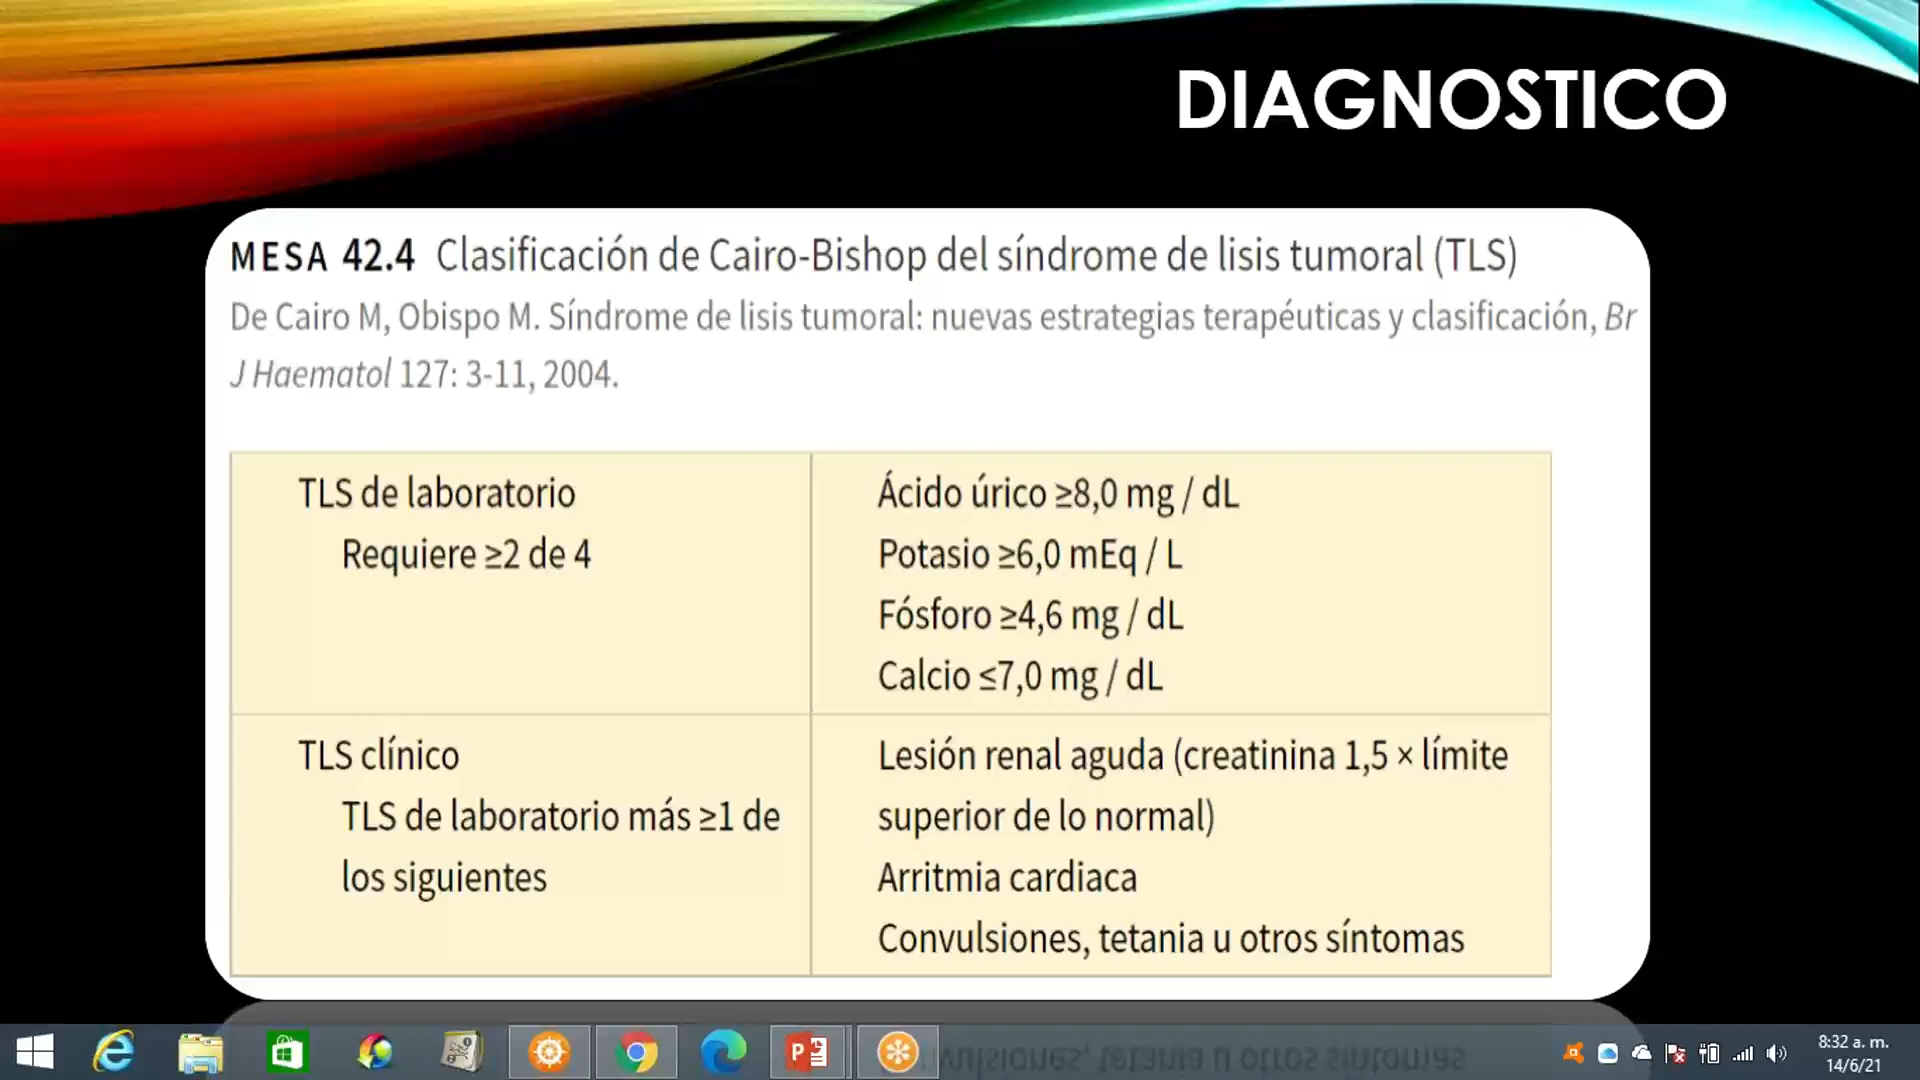 DIAGNOSTICO
MESA 42.4 Clasificación de Cairo-Bishop del síndrome de lisis tumoral (TLS)
De Cairo M, Obispo M. Síndrome de lisis tumoral: nuevas estrategias terapéuticas y clasificación, Br
J Haematol 127: 3-11, 2004.
TLS de laboratorio
Requiere ≥2 de 4
Ácido úrico ≥8,0 mg / dL
Potasio ≥6,0 mEq / L
Fósforo ≥4,6 mg / dL
Calcio ≤7,0 mg / dL
TLS clínico
TLS de laboratorio más ≥1 de
los siguientes
Lesión renal aguda (creatinina 1,5 × límite
superior de lo normal)
Arritmia cardiaca
Convulsiones, tetania u otros síntomas
8:32 a. m.
14/6/21